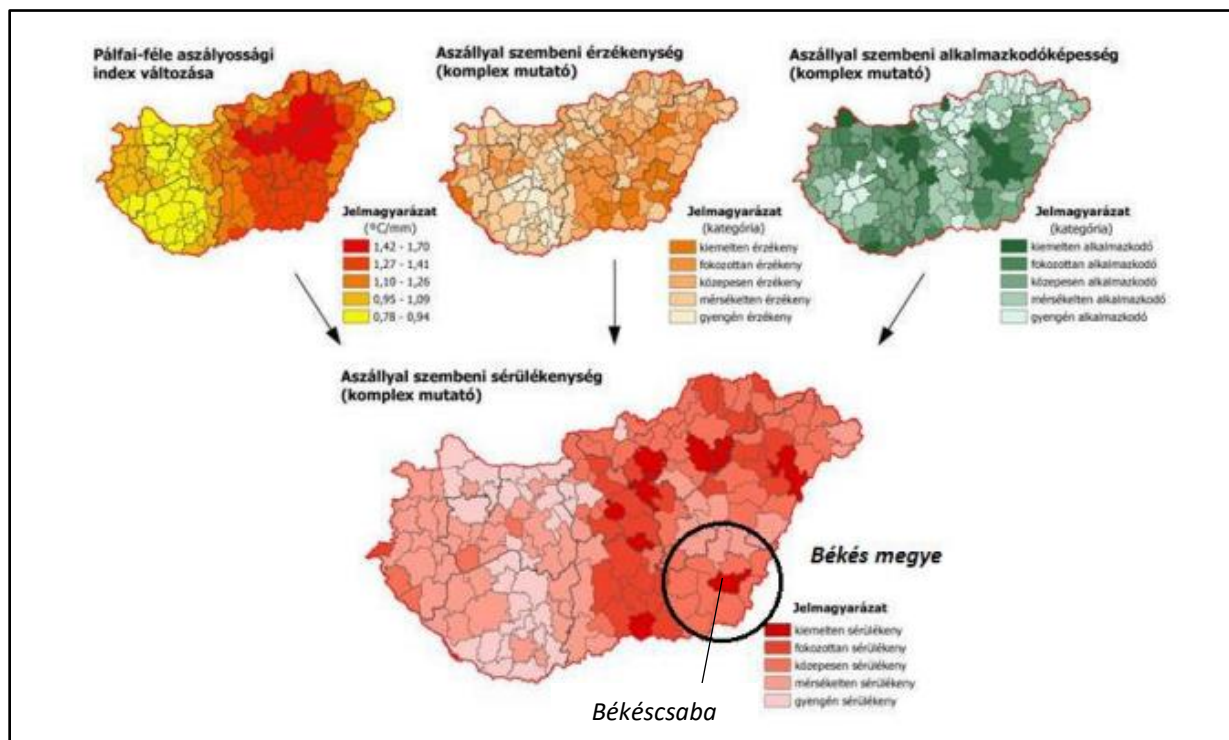 Pálfai-féle aszályossági
index változása
Jelmagyarázat
(°C/mm)
1,42 - 1,70
1,27 - 1,41
1,10 - 1,26
0,95 - 1,09
0,78 - 0,94
Aszállyal szembeni érzékenység
(komplex mutató)
Jelmagyarázat
(kategória)
kiemelten érzékeny
fokozottan érzékeny
közepesen érzékeny
mérsékelten érzékeny
gyengén érzékeny
Aszállyal szembeni alkalmazkodóképesség
(komplex mutató)
Jelmagyarázat
(kategória)
kiemelten alkalmazkodó
fokozottan alkalmazkodó
közepesen alkalmazkodó
mérsékelten alkalmazkodó
gyengén alkalmazkodó
Aszállyal szembeni sérülékenység
(komplex mutató)
Békés megye
Jelmagyarázat
kiemelten sérülékeny
fokozottan sérülékeny
közepesen sérülékeny
mérsékelten sérülékeny
gyengén sérülékeny
Békéscsaba